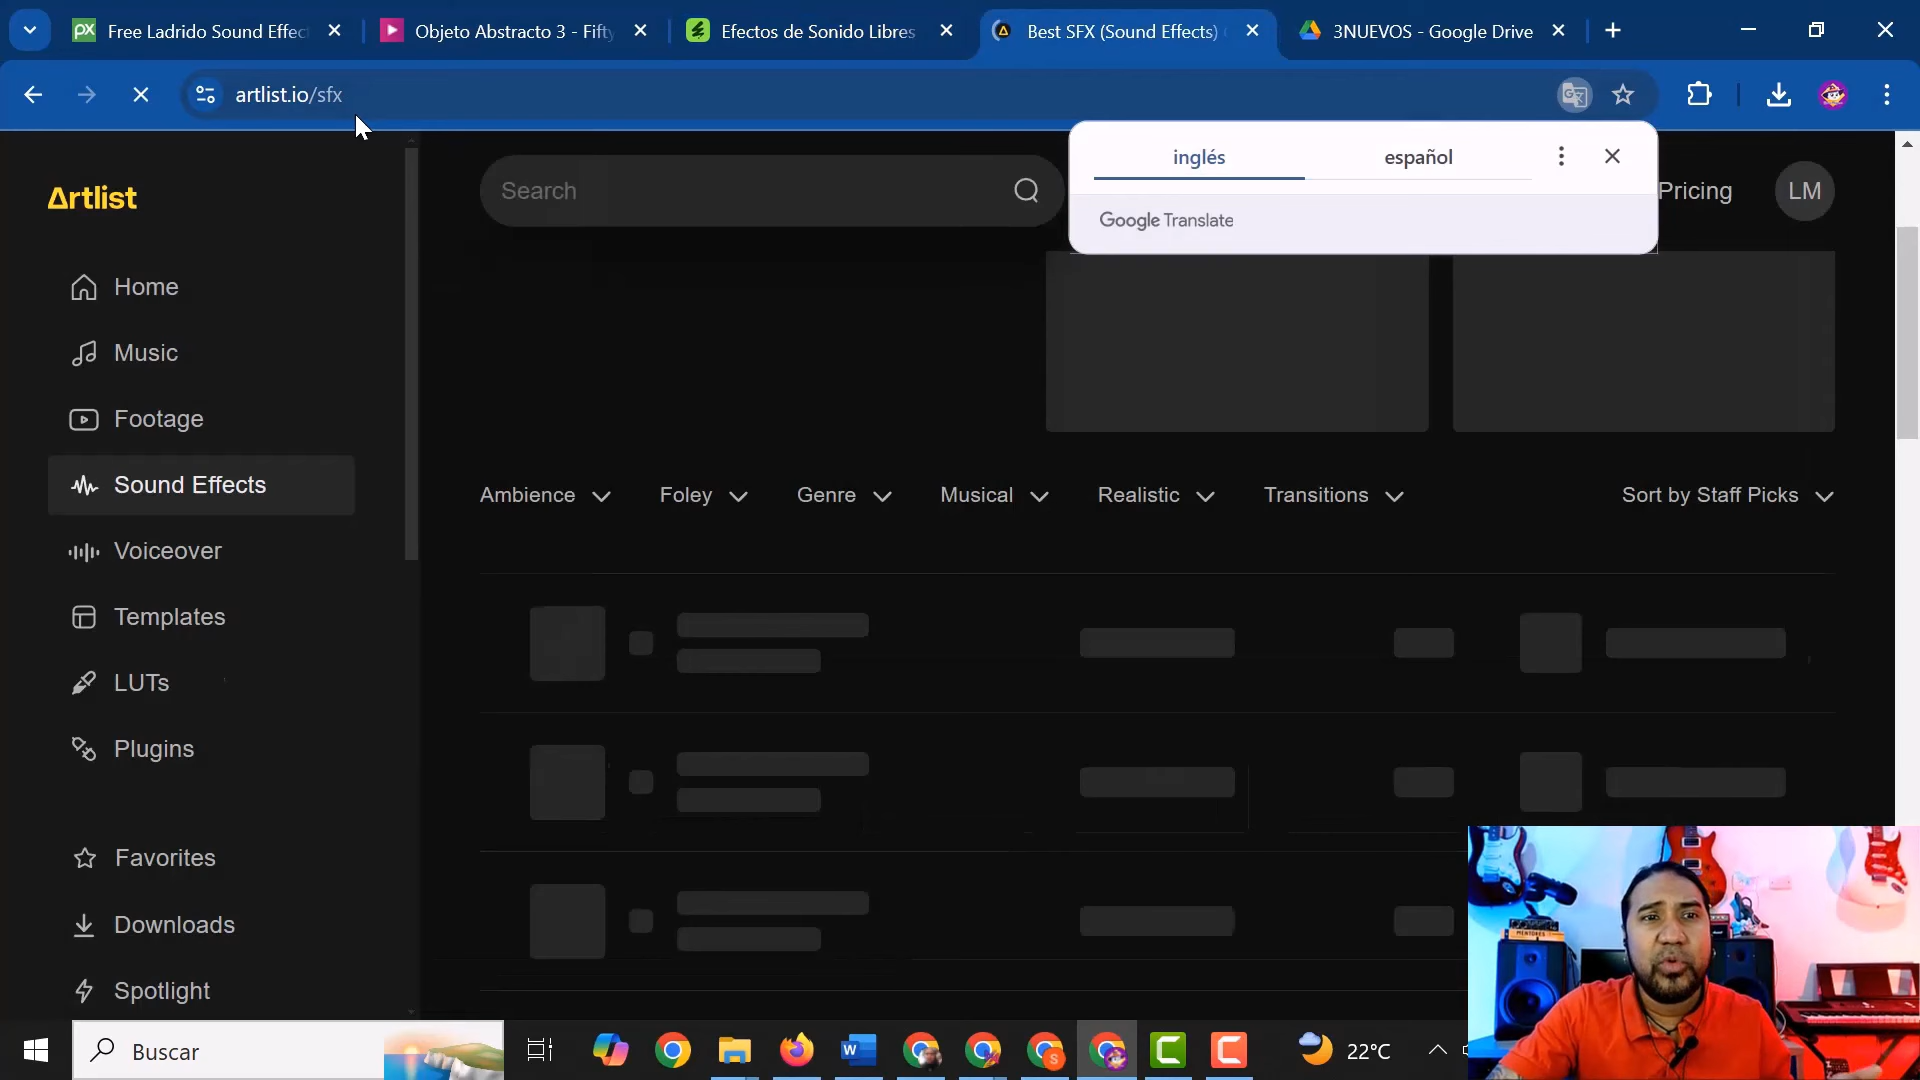 Free Ladrido Sound Effec
Objeto Abstracto 3 - Fifty
Efectos de Sonido Libres
Best SFX (Sound Effects)
3NUEVOS - Google Drive
artlist.io/sfx
inglés
español
Google Translate
Artlist
Search
Pricing
LM
Home
Music
Footage
Sound Effects
Voiceover
Templates
LUTs
Plugins
Favorites
Downloads
Spotlight
Ambience
Foley
Genre
Musical
Realistic
Transitions
Sort by Staff Picks
MENTORES
Buscar
22°C